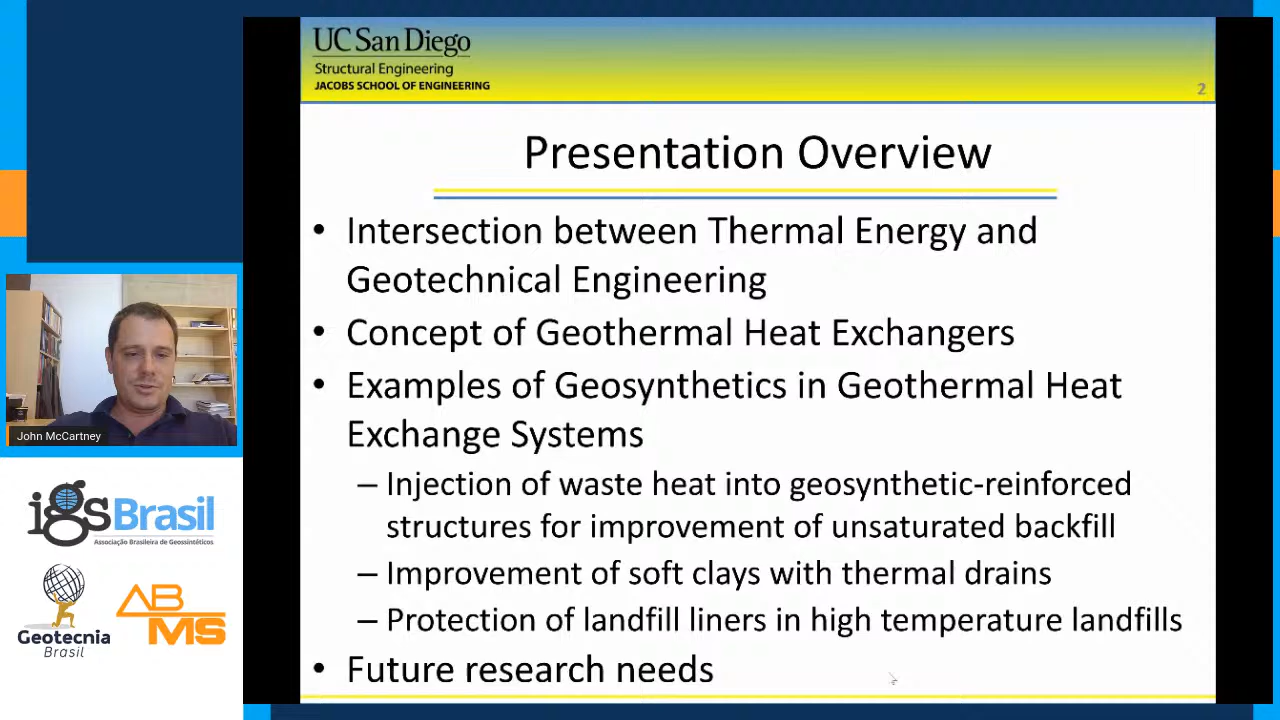 UC San Diego
Structural Engineering
JACOBS SCHOOL OF ENGINEERING
2
Presentation Overview
• Intersection between Thermal Energy and
Geotechnical Engineering
• Concept of Geothermal Heat Exchangers
• Examples of Geosynthetics in Geothermal Heat
Exchange Systems
– Injection of waste heat into geosynthetic-reinforced
structures for improvement of unsaturated backfill
– Improvement of soft clays with thermal drains
– Protection of landfill liners in high temperature landfills
• Future research needs
John McCartney
igsBrasil
Associação Brasileira de Geossintéticos
Geotecnia
Brasil
ABMS